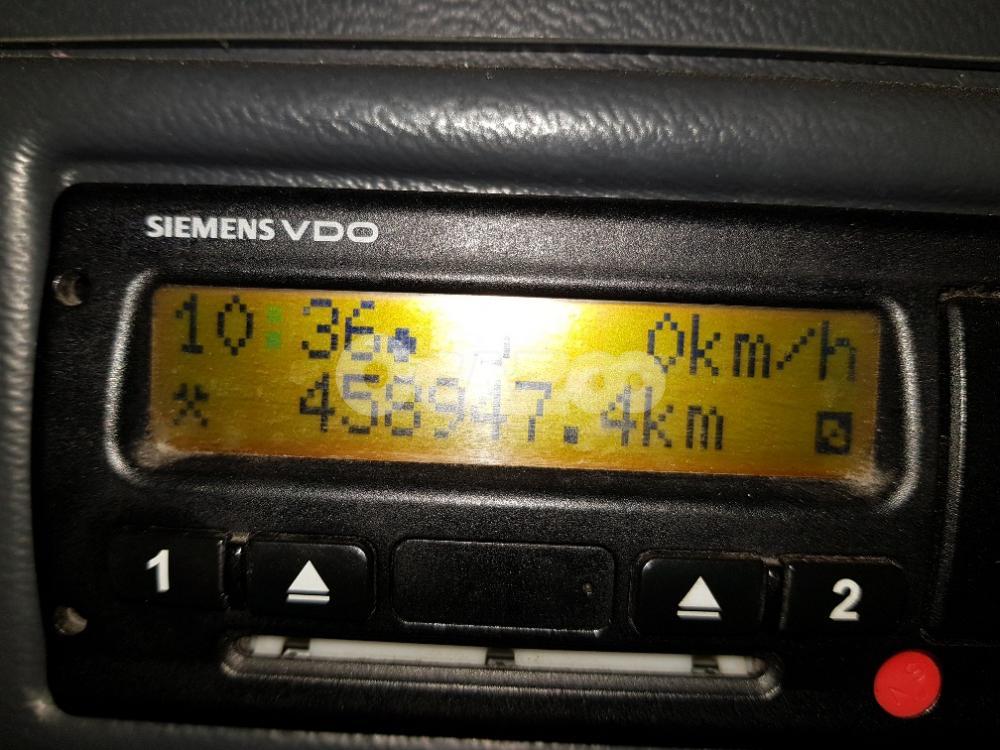 SIEMENS VDO
10:36 0km/h
458947.4km
1 2